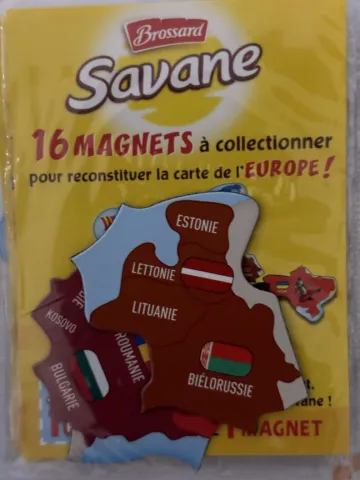 Brossard
Savane
16 MAGNETS à collectionner
pour reconstituer la carte de l'EUROPE !
ESTONIE
LETTONIE
LITUANIE
BIÉLORUSSIE
KOSOVO
ROUMANIE
BULGARIE
1 MAGNET